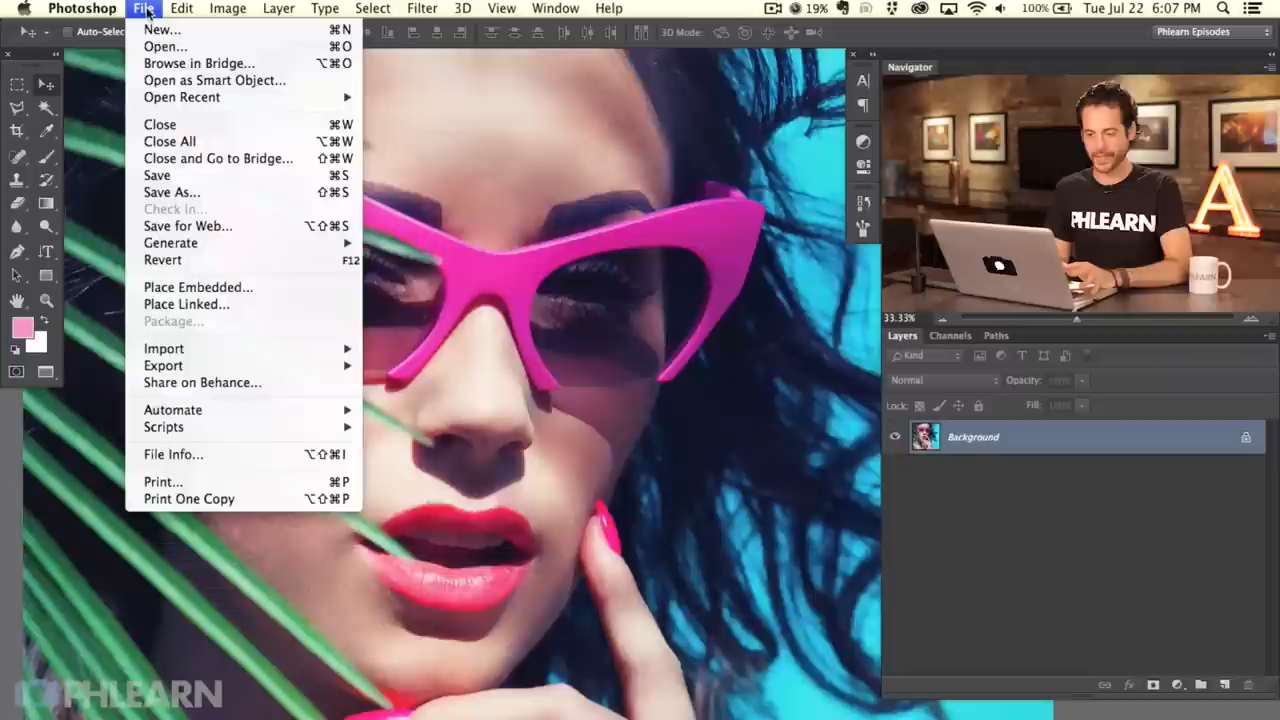 Photoshop File Edit Image Layer Type Select Filter 3D View Window Help 19% 100% Tue Jul 22 6:07 PM
Auto-Selec 3D Mode: Phlearn Episodes
New... ⌘N
Open... ⌘O
Browse in Bridge... ⌥⌘O
Open as Smart Object...
Open Recent
Close ⌘W
Close All ⌥⌘W
Close and Go to Bridge... ⇧⌘W
Save ⌘S
Save As... ⇧⌘S
Check In...
Save for Web... ⌥⇧⌘S
Generate
Revert F12
Place Embedded...
Place Linked...
Package...
Import
Export
Share on Behance...
Automate
Scripts
File Info... ⌥⇧⌘I
Print... ⌘P
Print One Copy ⌥⇧⌘P
Navigator
A
PHLEARN
PHLEARN
33.33%
Layers Channels Paths
Kind
Normal Opacity: 100%
Lock: Fill: 100%
Background
PHLEARN